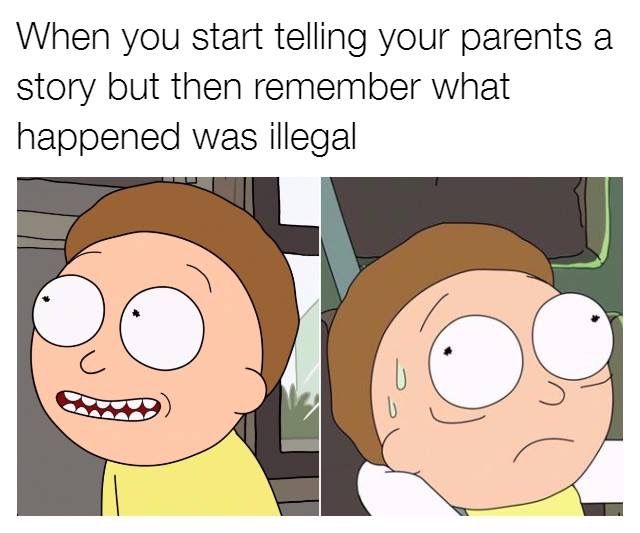 When you start telling your parents a
story but then remember what
happened was illegal